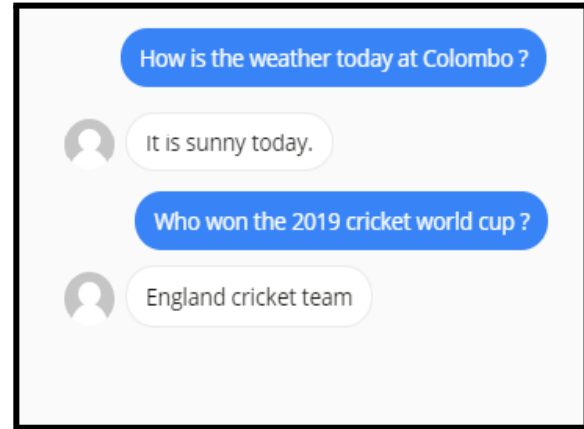 How is the weather today at Colombo ?
It is sunny today.
Who won the 2019 cricket world cup ?
England cricket team